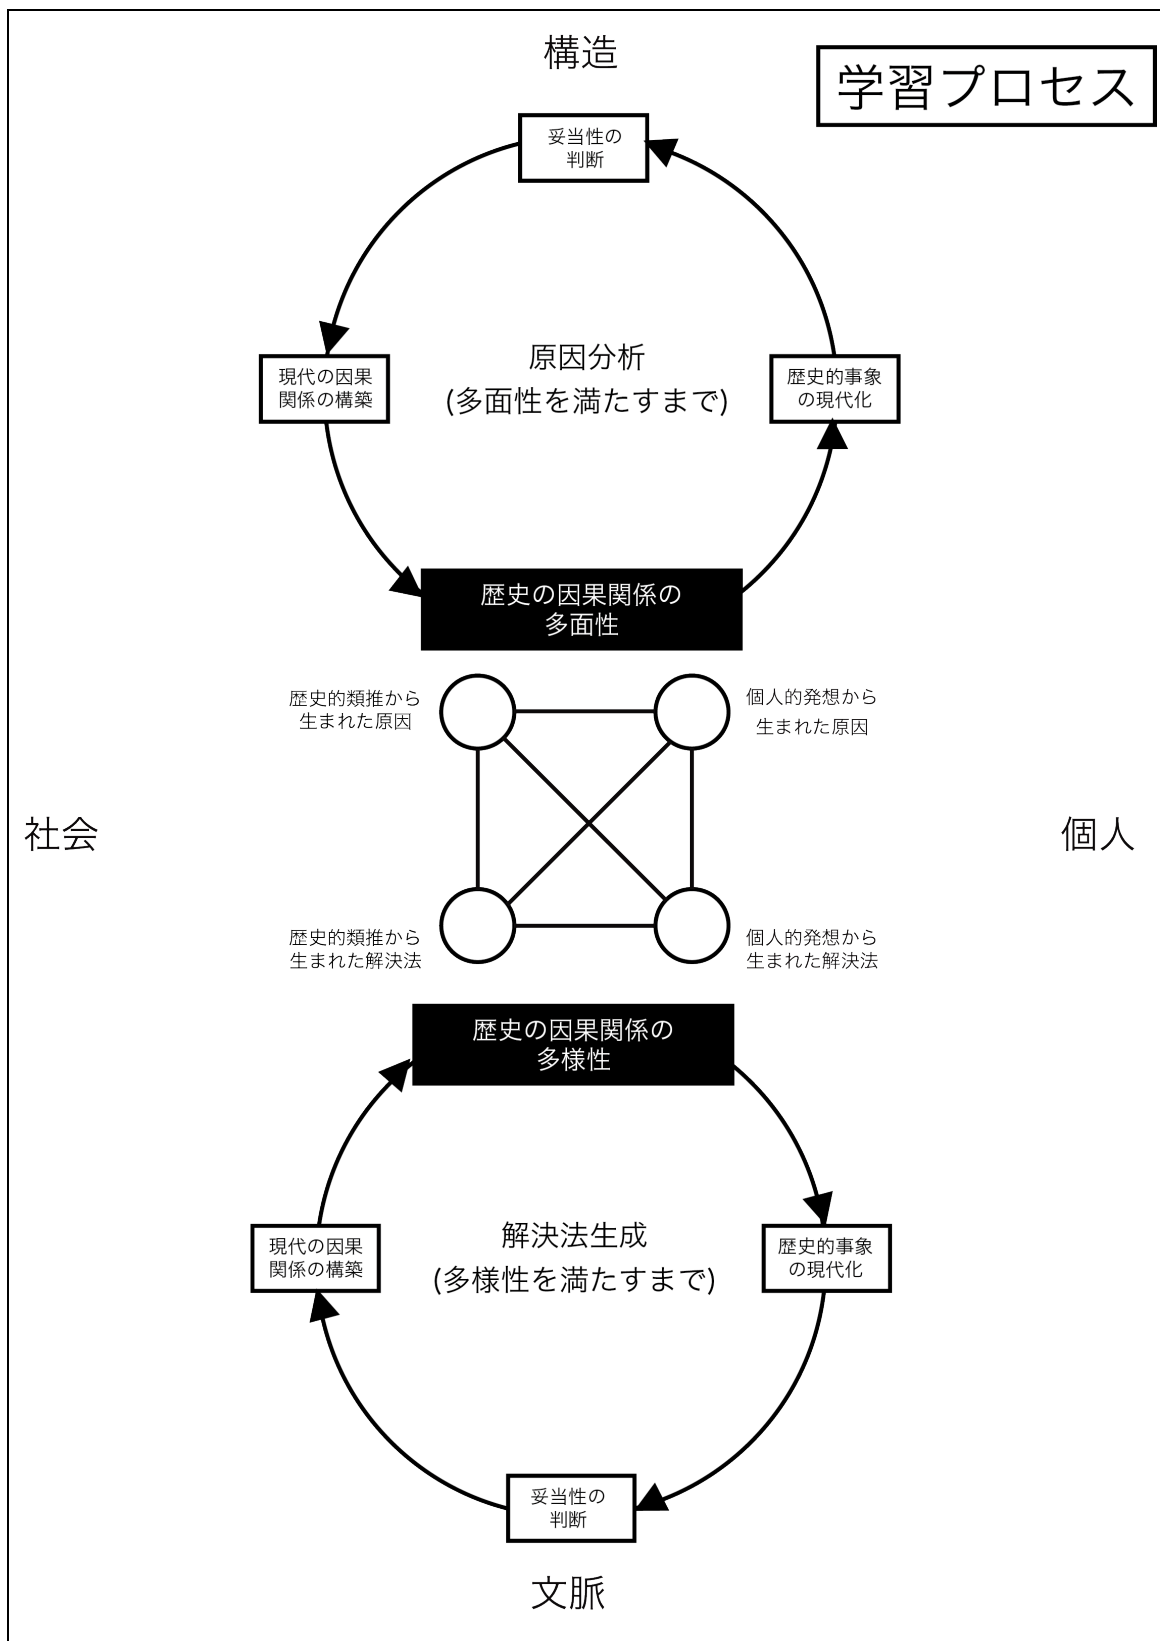 構造
学習プロセス
妥当性の
判断
現代の因果
関係の構築
原因分析
(多面性を満たすまで)
歴史的事象
の現代化
歴史の因果関係の
多面性
歴史的類推から
生まれた原因
個人的発想から
生まれた原因
社会
個人
歴史的類推から
生まれた解決法
個人的発想から
生まれた解決法
歴史の因果関係の
多様性
現代の因果
関係の構築
解決法生成
(多様性を満たすまで)
歴史的事象
の現代化
妥当性の
判断
文脈